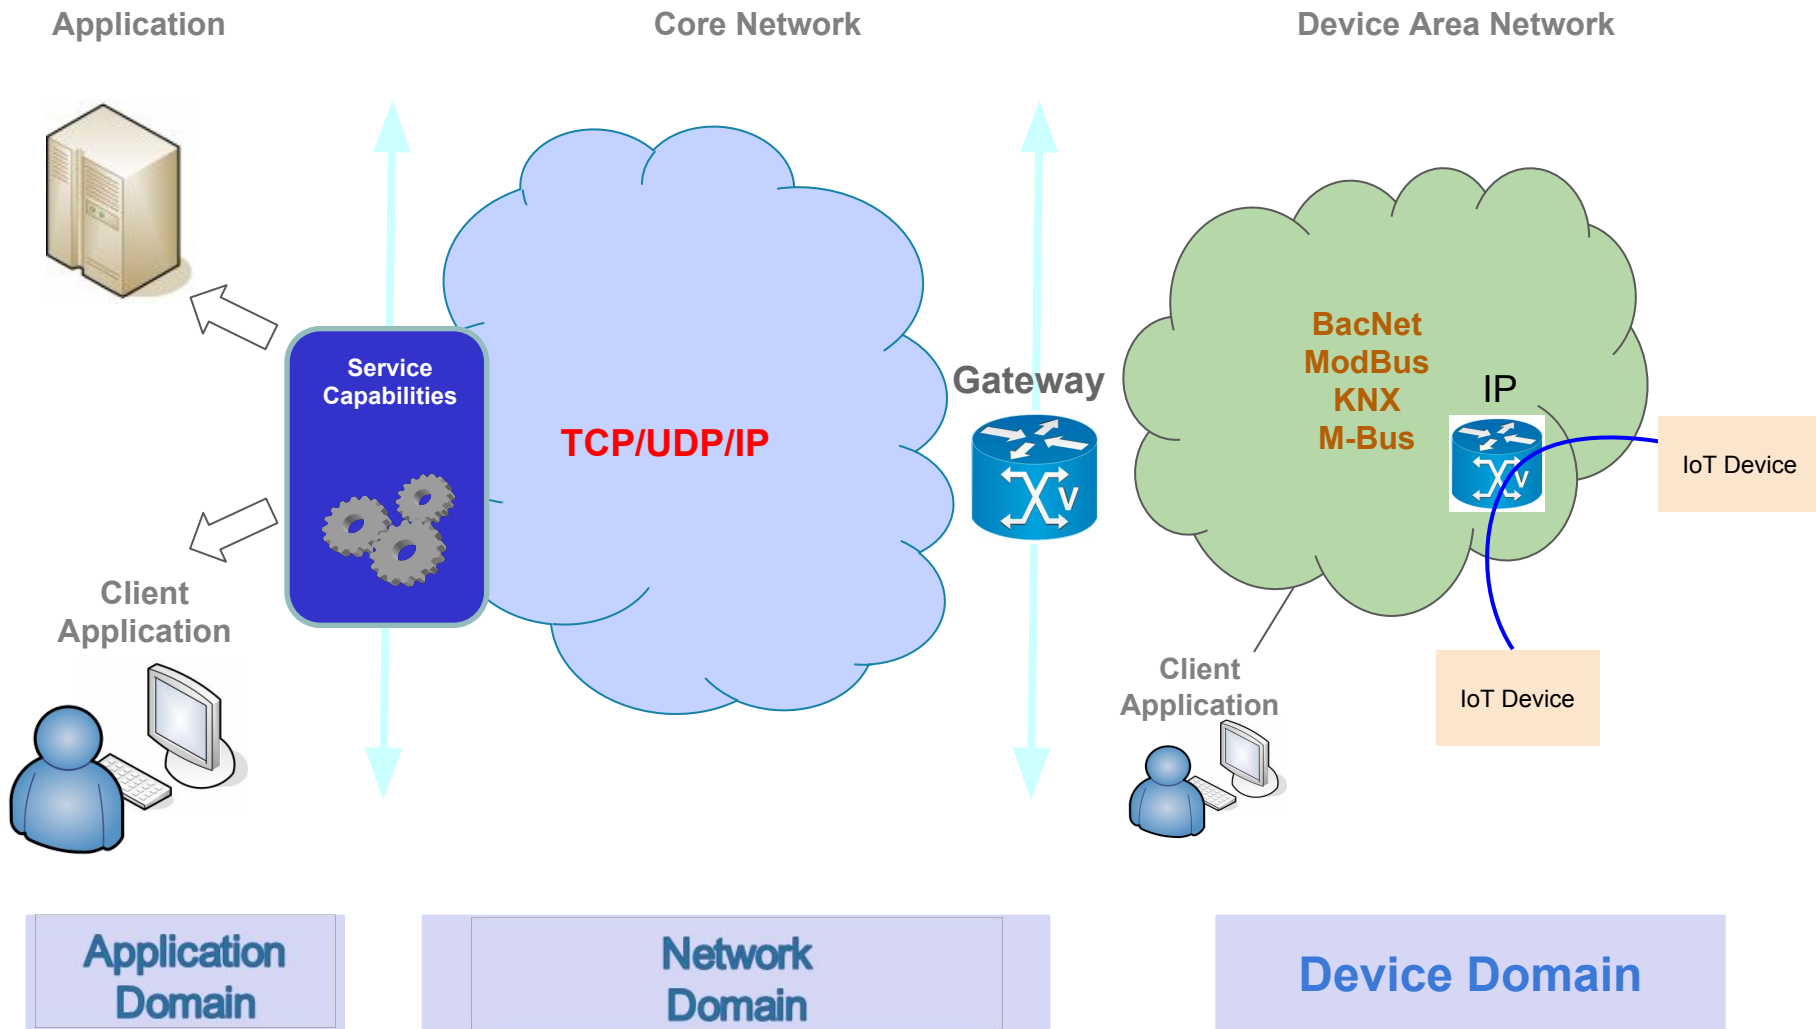 Application
Core Network
Device Area Network
Service
Capabilities
TCP/UDP/IP
Gateway
V
BacNet
ModBus
KNX
M-Bus
IP
V
IoT Device
IoT Device
Client
Application
Client
Application
Application
Domain
Network
Domain
Device Domain